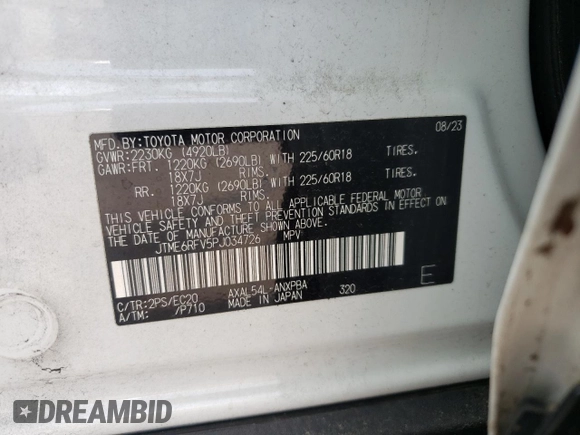 MFD.BY:TOYOTA MOTOR CORPORATION 08/23
GVWR:2230KG (4920LB)
GAWR:FRT. 1220KG (2690LB) WITH 225/60R18 TIRES.
18X7J RIMS.
RR. 1220KG (2690LB) WITH 225/60R18 TIRES.
18X7J RIMS.
THIS VEHICLE CONFORMS TO ALL APPLICABLE FEDERAL MOTOR
VEHICLE SAFETY AND THEFT PREVENTION STANDARDS IN EFFECT
ON THE DATE OF MANUFACTURE SHOWN ABOVE.
JTME6RFV5PJ034726 MPV
E
C/TR:2PS/EC20 AXAL54L-ANXPBA 320
A/TM: /P710 MADE IN JAPAN
DREAMBID